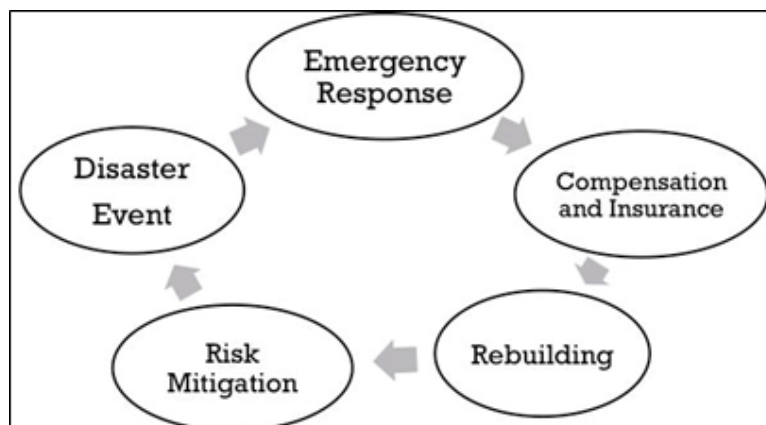 Emergency
Response
Disaster
Event
Compensation
and Insurance
Risk
Mitigation
Rebuilding